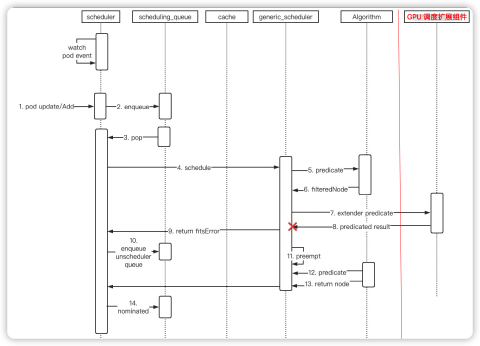 scheduler
scheduling_queue
cache
generic_scheduler
Algorithm
GPU调度扩展组件
watch
pod event
1. pod update/Add
2. enqueue
3. pop
4. schedule
5. predicate
6. filteredNode
7. extender predicate
8. predicated result
9. return fitsError
10.
enqueue
unscheduler
queue
11. preempt
12. predicate
13. return node
14.
nominated